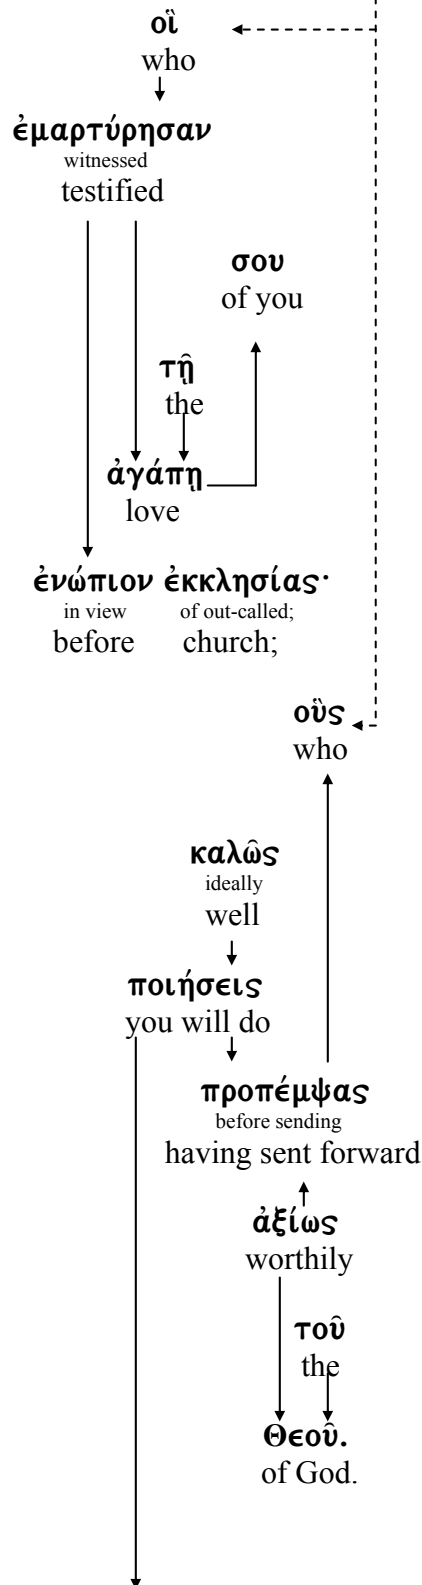 οἳ
who
ἐμαρτύρησαν
witnessed
testified
σου
of you
τῇ
the
ἀγάπῃ
love
ἐνώπιον ἐκκλησίας·
in view of out-called;
before church;
οὓς
who
καλῶς
ideally
well
ποιήσεις
you will do
προπέμψας
before sending
having sent forward
ἀξίως
worthily
τοῦ
the
Θεοῦ.
of God.